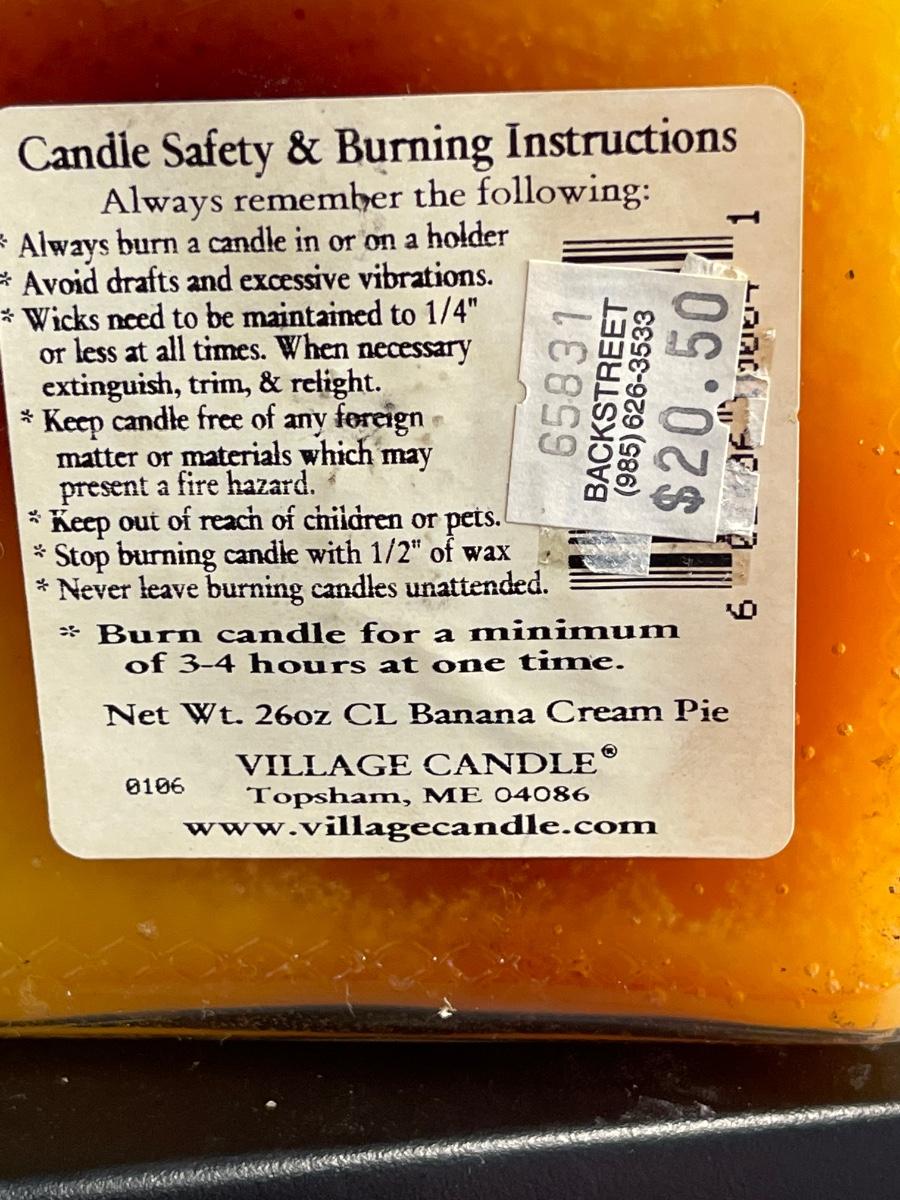 Candle Safety & Burning Instructions
Always remember the following:
* Always burn a candle in or on a holder
* Avoid drafts and excessive vibrations.
* Wicks need to be maintained to 1/4"
or less at all times. When necessary
extinguish, trim, & relight.
* Keep candle free of any foreign
matter or materials which may
present a fire hazard.
* Keep out of reach of children or pets.
* Stop burning candle with 1/2" of wax
* Never leave burning candles unattended.
* Burn candle for a minimum
of 3-4 hours at one time.
Net Wt. 26oz CL Banana Cream Pie
VILLAGE CANDLE®
0106
Topsham, ME 04086
www.villagecandle.com
65831
BACKSTREET
(985)626-3533
$20.50
6
1